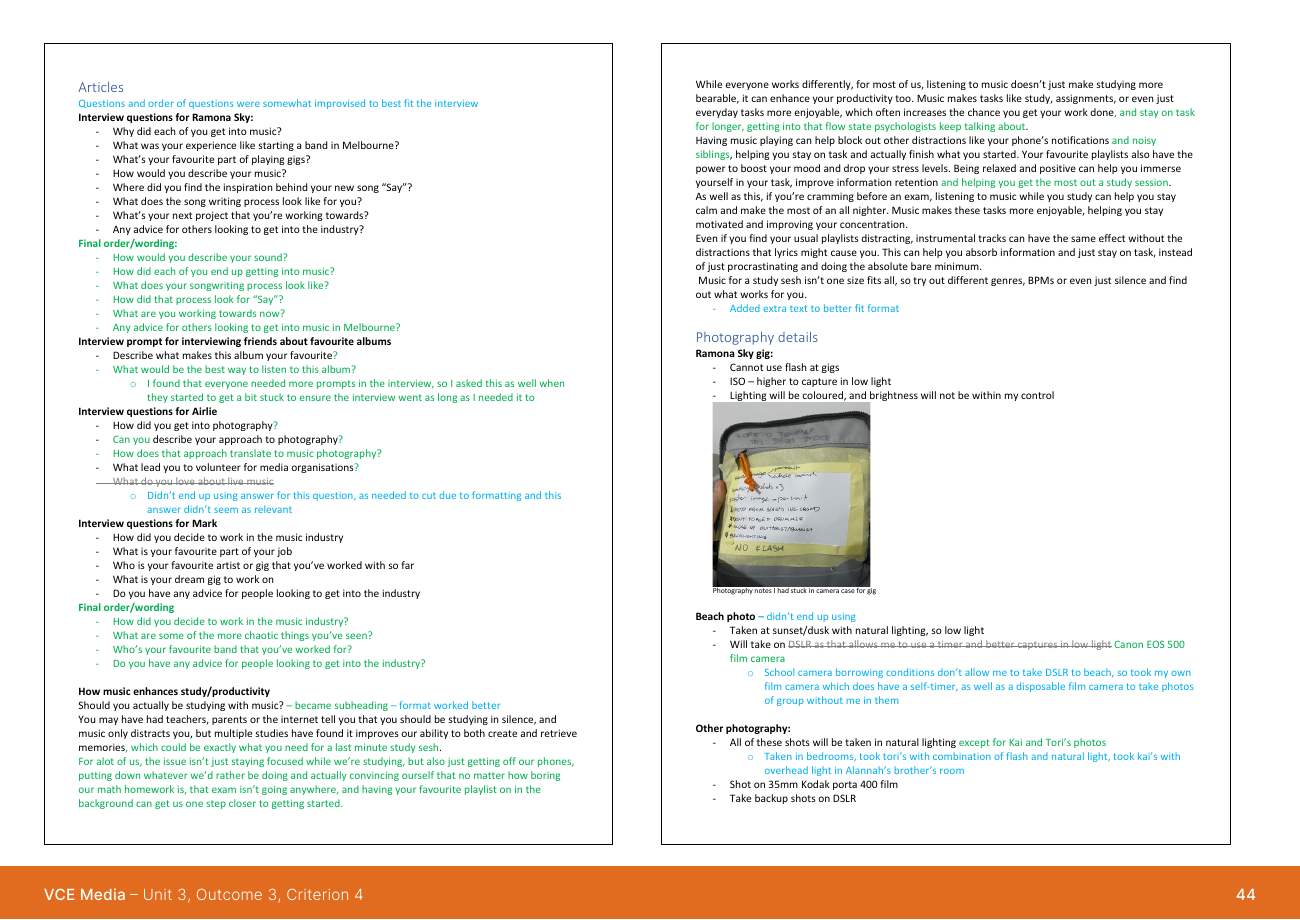 Articles
Questions and order of questions were somewhat improvised to best fit the interview
Interview questions for Ramona Sky:
- Why did each of you get into music?
- What was your experience like starting a band in Melbourne?
- What's your favourite part of playing gigs?
- How would you describe your music?
- Where did you find the inspiration behind your new song "Say"?
- What does the song writing process look like for you?
- What's your next project that you're working towards?
- Any advice for others looking to get into the industry?
Final order/wording:
- How would you describe your sound?
- How did each of you end up getting into music?
- What does your songwriting process look like?
- How did that process look for "Say"?
- What are you working towards now?
- Any advice for others looking to get into music in Melbourne?
Interview prompt for interviewing friends about favourite albums
- Describe what makes this album your favourite?
- What would be the best way to listen to this album?
o I found that everyone needed more prompts in the interview, so I asked this as well when
they started to get a bit stuck to ensure the interview went as long as I needed it to
Interview questions for Airlie
- How did you get into photography?
- Can you describe your approach to photography?
- How does that approach translate to music photography?
- What lead you to volunteer for media organisations?
- What do you love about live music
o Didn't end up using answer for this question, as needed to cut due to formatting and this
answer didn't seem as relevant
Interview questions for Mark
- How did you decide to work in the music industry
- What is your favourite part of your job
- Who is your favourite artist or gig that you've worked with so far
- What is your dream gig to work on
- Do you have any advice for people looking to get into the industry
Final order/wording
- How did you decide to work in the music industry?
- What are some of the more chaotic things you've seen?
- Who's your favourite band that you've worked for?
- Do you have any advice for people looking to get into the industry?
How music enhances study/productivity
Should you actually be studying with music? – became subheading – format worked better
You may have had teachers, parents or the internet tell you that you should be studying in silence, and
music only distracts you, but multiple studies have found it improves our ability to both create and retrieve
memories, which could be exactly what you need for a last minute study sesh.
For alot of us, the issue isn't just staying focused while we're studying, but also just getting off our phones,
putting down whatever we'd rather be doing and actually convincing ourself that no matter how boring
our math homework is, that exam isn't going anywhere, and having your favourite playlist on in the
background can get us one step closer to getting started.
While everyone works differently, for most of us, listening to music doesn't just make studying more
bearable, it can enhance your productivity too. Music makes tasks like study, assignments, or even just
everyday tasks more enjoyable, which often increases the chance you get your work done, and stay on task
for longer, getting into that flow state psychologists keep talking about.
Having music playing can help block out other distractions like your phone's notifications and noisy
siblings, helping you stay on task and actually finish what you started. Your favourite playlists also have the
power to boost your mood and drop your stress levels. Being relaxed and positive can help you immerse
yourself in your task, improve information retention and helping you get the most out a study session.
As well as this, if you're cramming before an exam, listening to music while you study can help you stay
calm and make the most of an all nighter. Music makes these tasks more enjoyable, helping you stay
motivated and improving your concentration.
Even if you find your usual playlists distracting, instrumental tracks can have the same effect without the
distractions that lyrics might cause you. This can help you absorb information and just stay on task, instead
of just procrastinating and doing the absolute bare minimum.
Music for a study sesh isn't one size fits all, so try out different genres, BPMs or even just silence and find
out what works for you.
- Added extra text to better fit format
Photography details
Ramona Sky gig:
- Cannot use flash at gigs
- ISO – higher to capture in low light
- Lighting will be coloured, and brightness will not be within my control
NO FLASH
Photography notes I had stuck in camera case for gig
Beach photo – didn't end up using
- Taken at sunset/dusk with natural lighting, so low light
- Will take on DSLR as that allows me to use a timer and better captures in low light Canon EOS 500
film camera
o School camera borrowing conditions don't allow me to take DSLR to beach, so took my own
film camera which does have a self-timer, as well as a disposable film camera to take photos
of group without me in them
Other photography:
- All of these shots will be taken in natural lighting except for Kai and Tori's photos
o Taken in bedrooms, took tori's with combination of flash and natural light, took kai's with
overhead light in Alannah's brother's room
- Shot on 35mm Kodak porta 400 film
- Take backup shots on DSLR
VCE Media – Unit 3, Outcome 3, Criterion 4
44